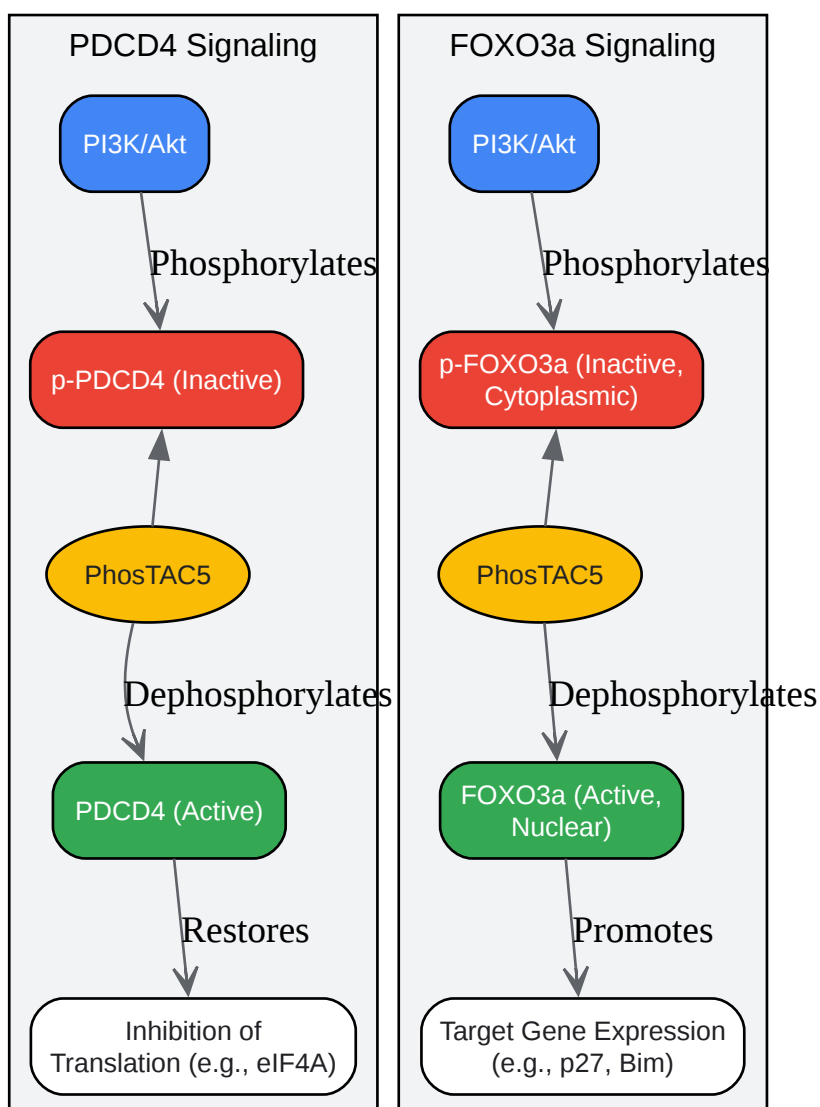 PDCD4 Signaling
PI3K/Akt
Phosphorylates
p-PDCD4 (Inactive)
PhosTAC5
Dephosphorylates
PDCD4 (Active)
Restores
Inhibition of
Translation (e.g., eIF4A)
FOXO3a Signaling
PI3K/Akt
Phosphorylates
p-FOXO3a (Inactive,
Cytoplasmic)
PhosTAC5
Dephosphorylates
FOXO3a (Active,
Nuclear)
Promotes
Target Gene Expression
(e.g., p27, Bim)